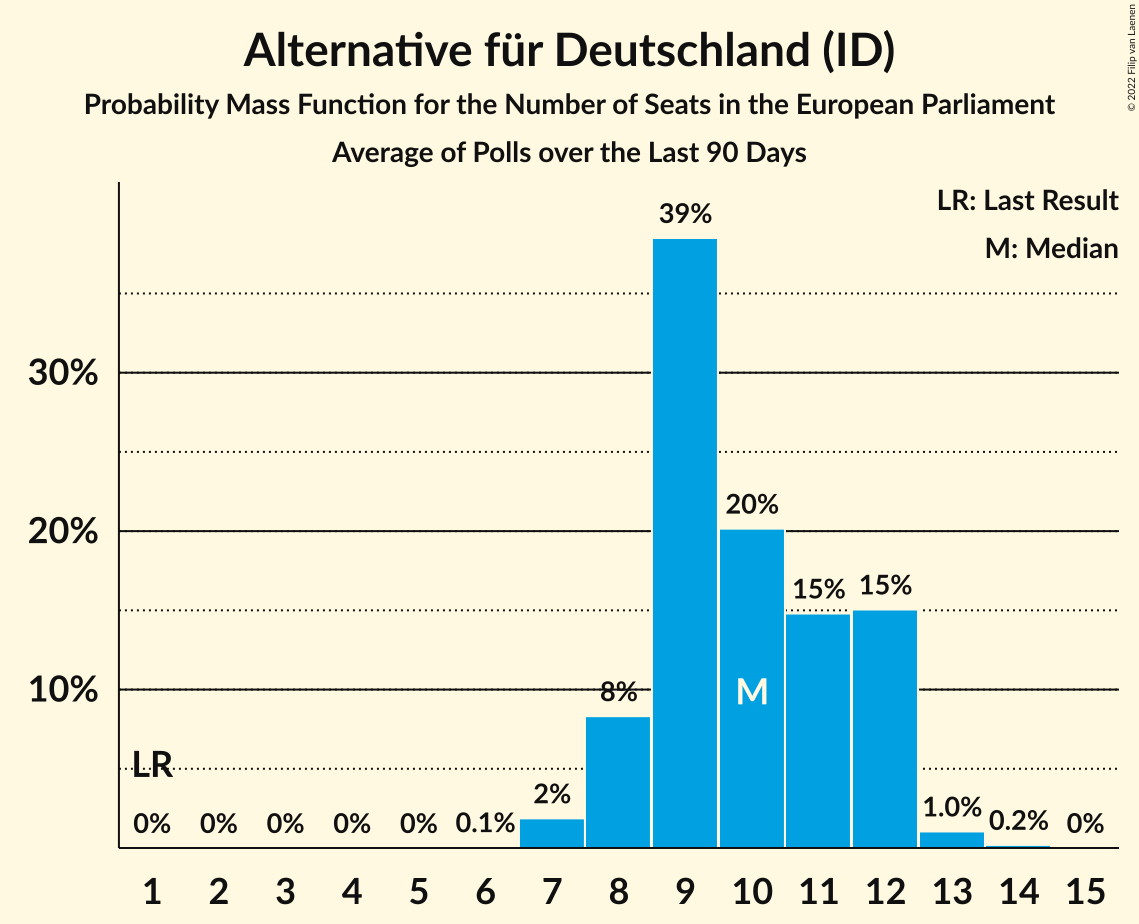 Alternative für Deutschland (ID)
Probability Mass Function for the Number of Seats in the European Parliament
Average of Polls over the Last 90 Days
© 2022 Filip van Laenen
LR: Last Result
M: Median
39%
30%
20%
20%
15% 15%
10%
8%
M
LR
2%
0% 0% 0% 0% 0% 0.1% 1.0% 0.2% 0%
1 2 3 4 5 6 7 8 9 10 11 12 13 14 15